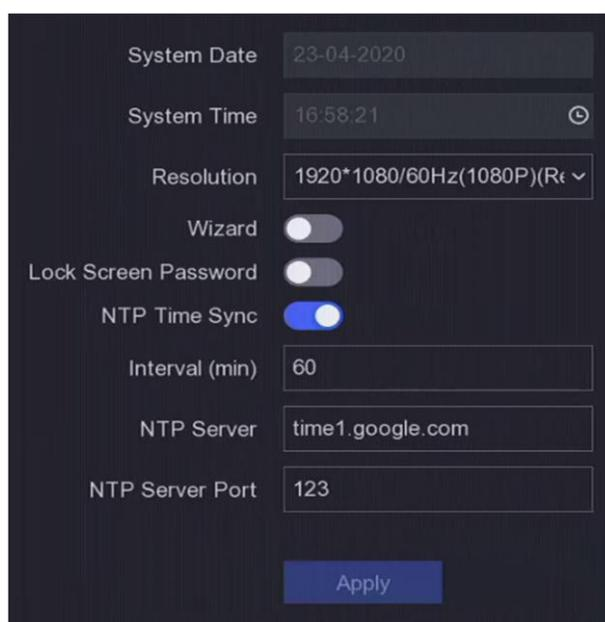 System Date 23-04-2020
System Time 16:58:21
Resolution 1920*1080/60Hz(1080P)(Re
Wizard
Lock Screen Password
NTP Time Sync
Interval (min) 60
NTP Server time1.google.com
NTP Server Port 123
Apply